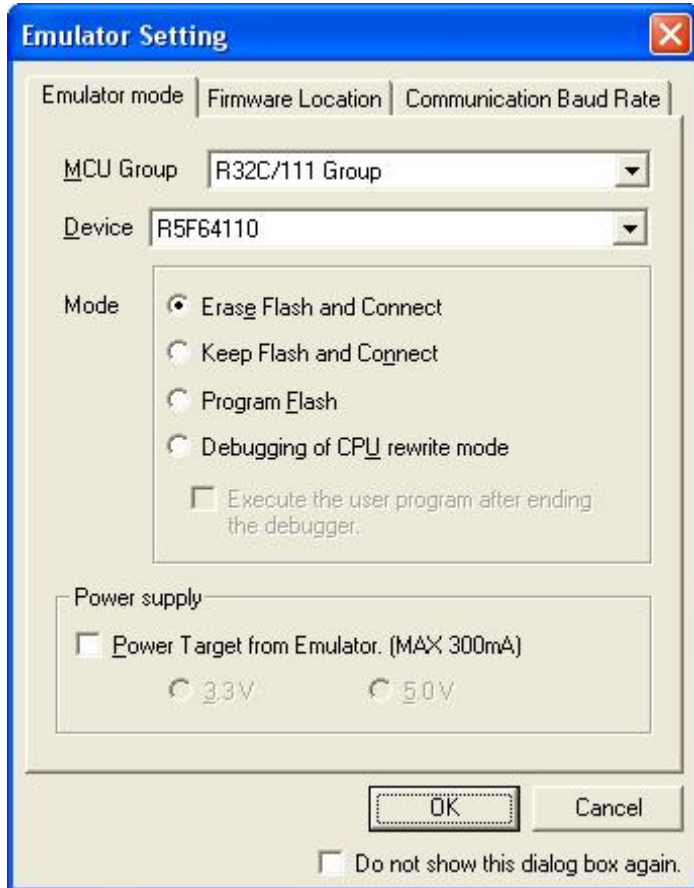 Emulator Setting
Emulator mode Firmware Location Communication Baud Rate
MCU Group R32C/111 Group
Device R5F64110
Mode Erase Flash and Connect
Keep Flash and Connect
Program Flash
Debugging of CPU rewrite mode
Execute the user program after ending
the debugger.
Power supply
Power Target from Emulator. (MAX 300mA)
3.3 V 5.0 V
OK Cancel
Do not show this dialog box again.